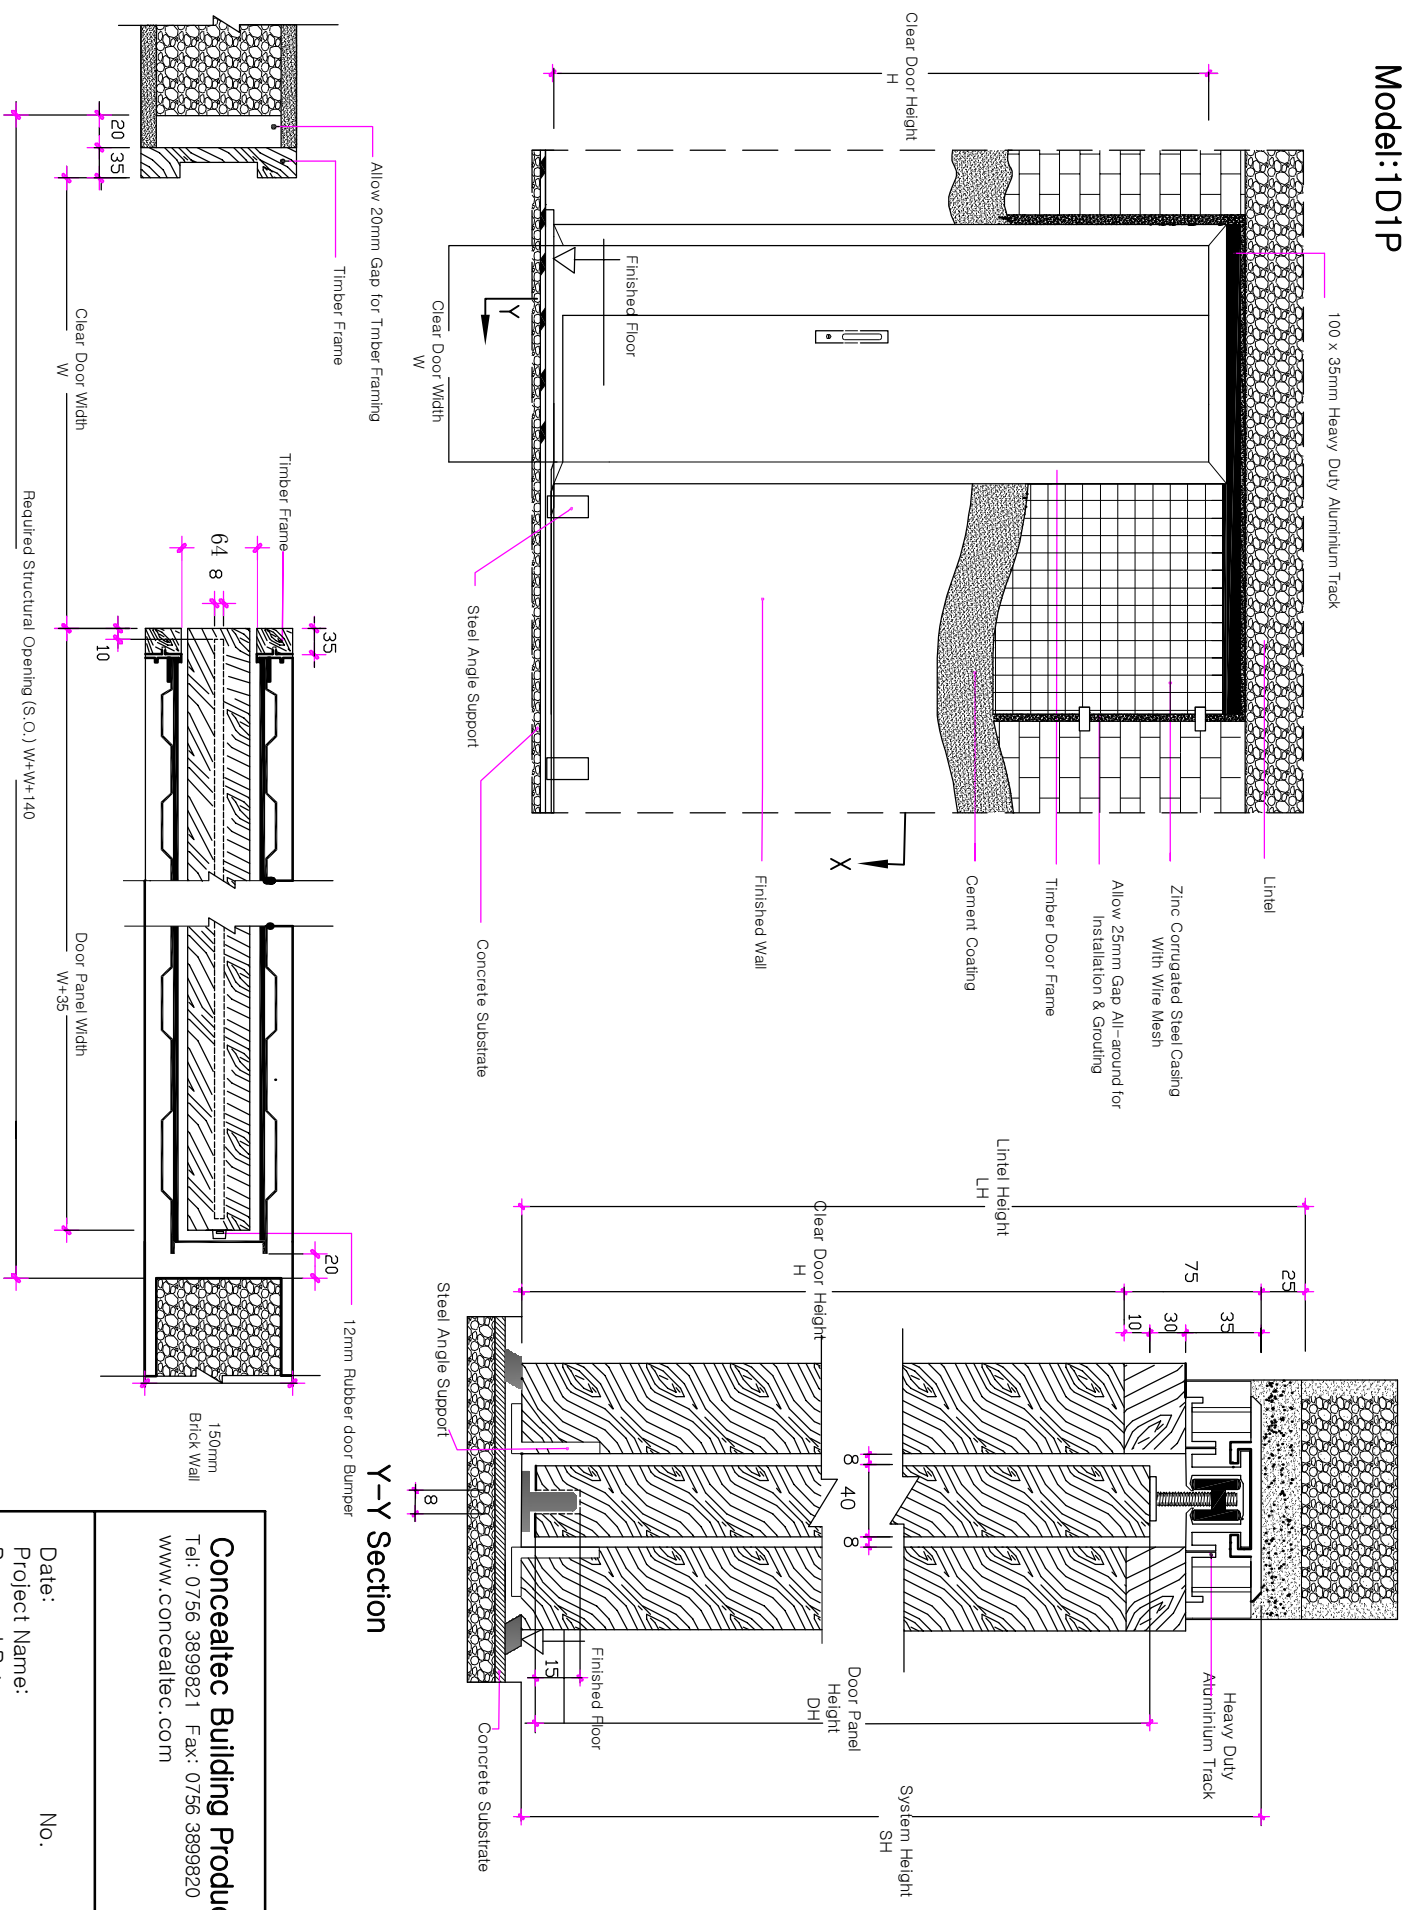 Model:1D1P
Clear Door Height
H
100 x 35mm Heavy Duty Aluminium Track
Finished Floor
Y
Clear Door Width
W
Lintel
Zinc Corrugated Steel Casing
With Wire Mesh
Allow 25mm Gap All-around for
Installation & Grouting
Timber Door Frame
Cement Coating
X
Finished Wall
Steel Angle Support
Concrete Substrate
Lintel Height
LH
Clear Door Height
H
25
75
35
30
10
8
40
8
Heavy Duty
Aluminium Track
Door Panel
Height
DH
System Height
SH
Steel Angle Support
15
Finished Floor
8
Concrete Substrate
Y-Y Section
Allow 20mm Gap for Tmber Framing
Timber Frame
20
35
Clear Door Width
W
Timber Frame
64
8
35
10
Door Panel Width
W+35
Required Structural Opening (S.O.) W+W+140
20
12mm Rubber door Bumper
150mm
Brick Wall
Concealtec Building Produ
Tel: 0756 3899821 Fax: 0756 3899820
www.concealtec.com
Date:
No.
Project Name: